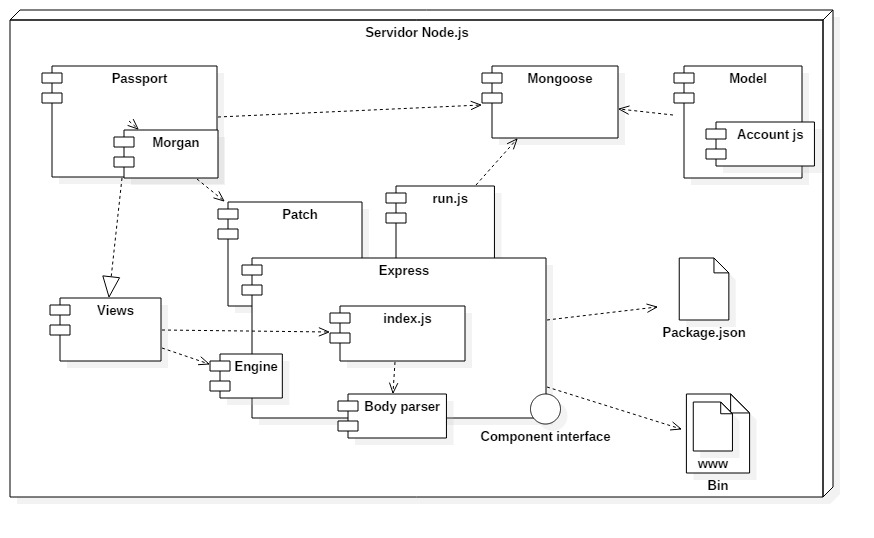 Servidor Node.js
Passport
Mongoose
Model
Morgan
Account js
run.js
Patch
Express
Views
index.js
Package.json
Engine
Body parser
Component interface
www
Bin